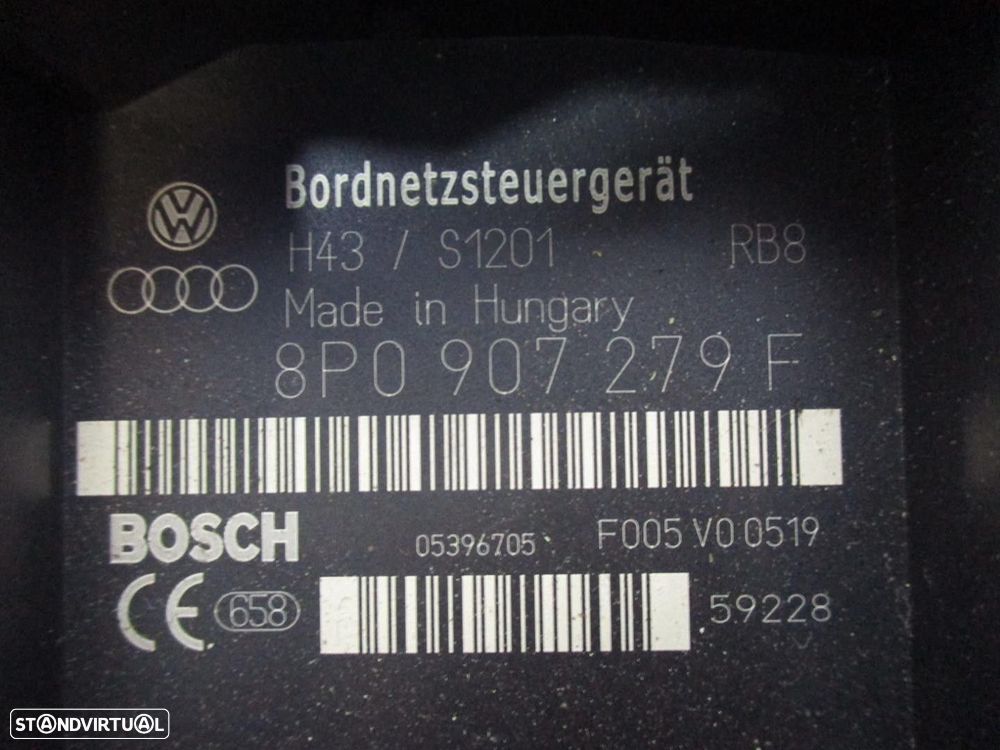 Bordnetzsteuergerät
H43 / S1201 RB8
Made in Hungary
8P0 907 279 F
BOSCH 05396705 F005 V0 0519
CE 658 59228
STANDVIRTUAL